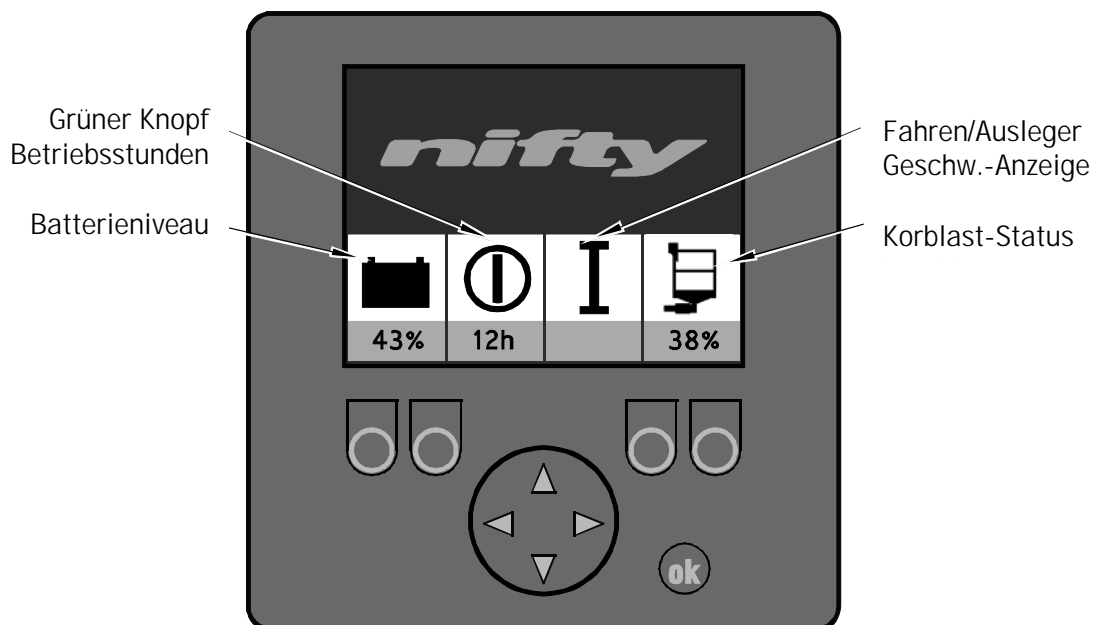 Grüner Knopf
Betriebsstunden
Batterieniveau
Fahren/Ausleger
Geschw.-Anzeige
Korblast-Status
nifty
43%
12h
38%
ok